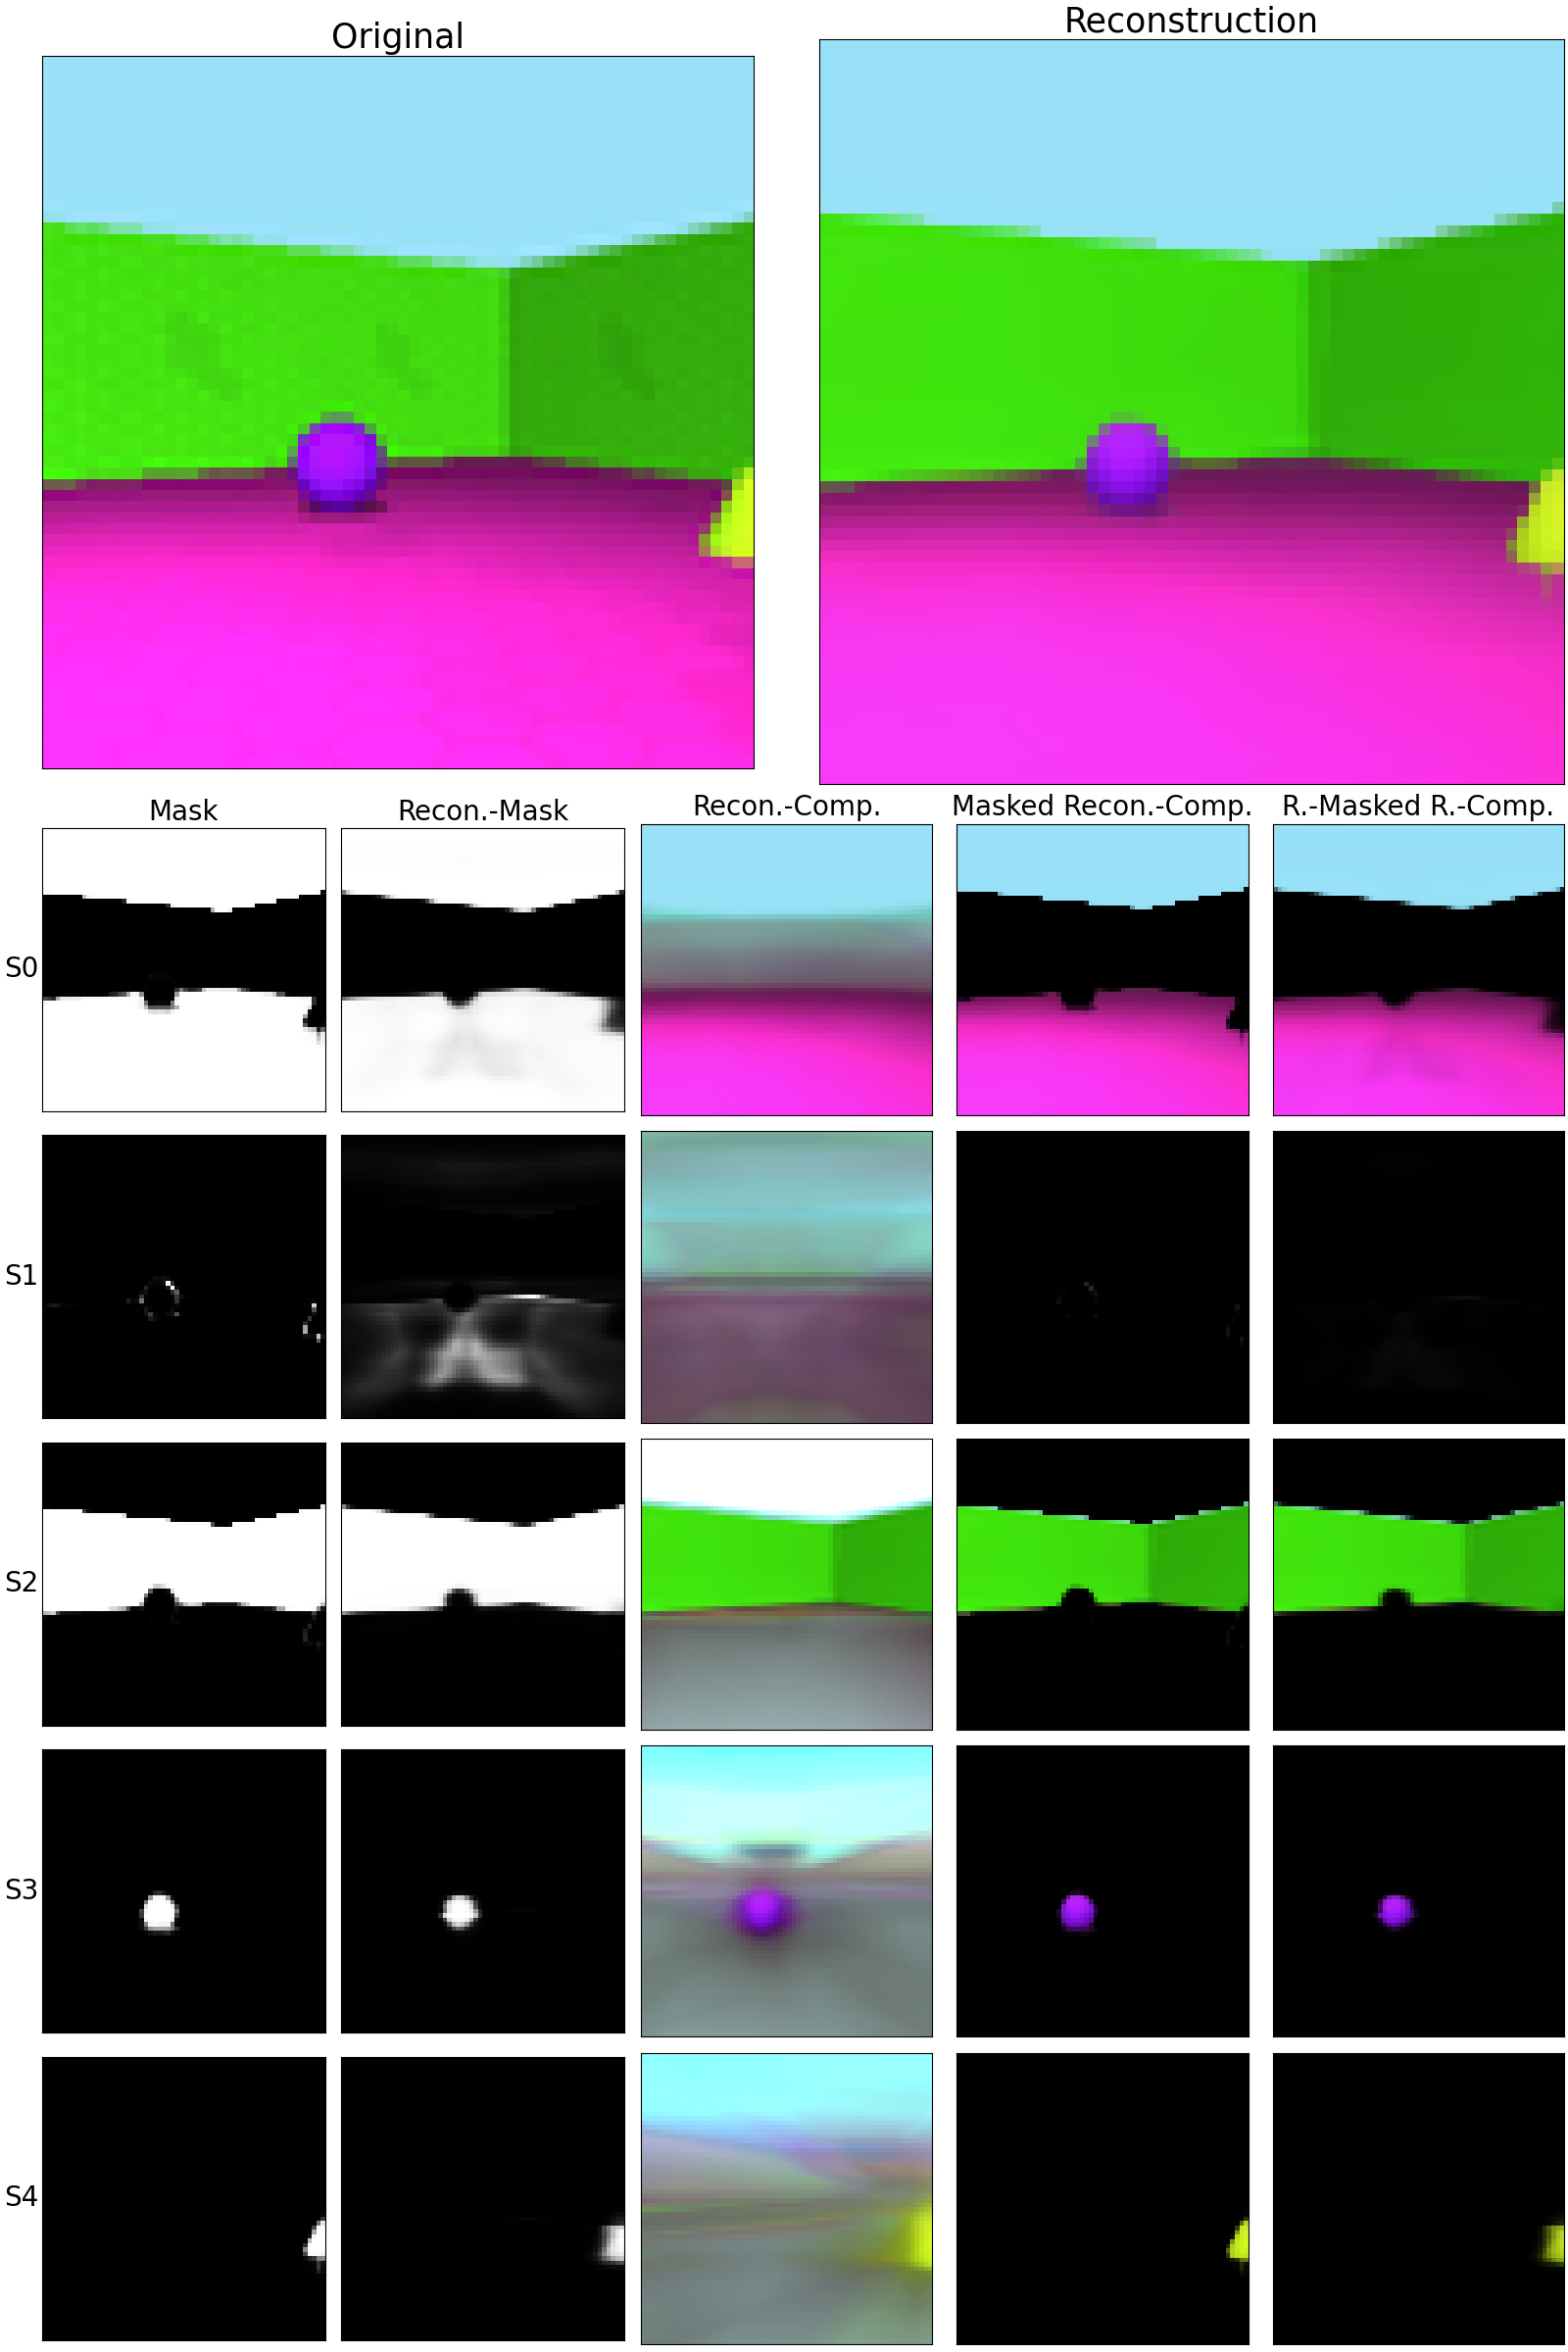 Original
Reconstruction
Mask
Recon.-Mask
Recon.-Comp.
Masked Recon.-Comp.
R.-Masked R.-Comp.
S0
S1
S2
S3
S4